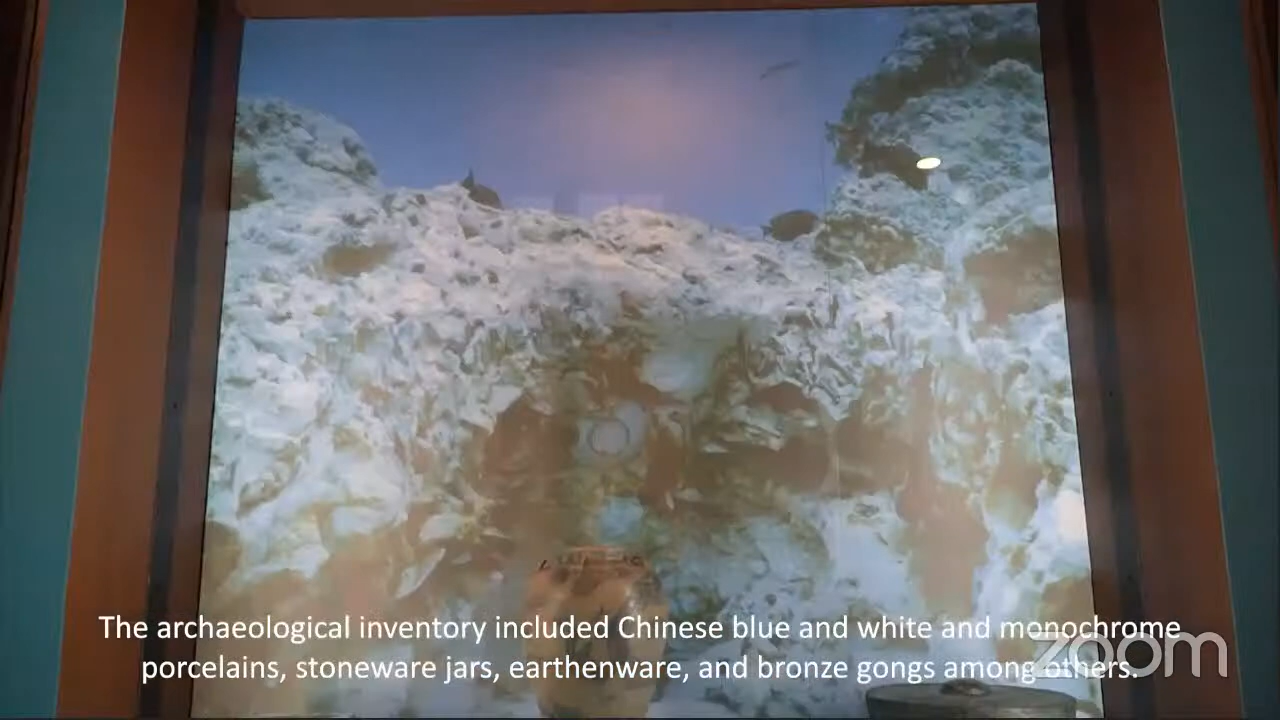 The archaeological inventory included Chinese blue and white and monochrome
porcelains, stoneware jars, earthenware, and bronze gongs among others.
zoom